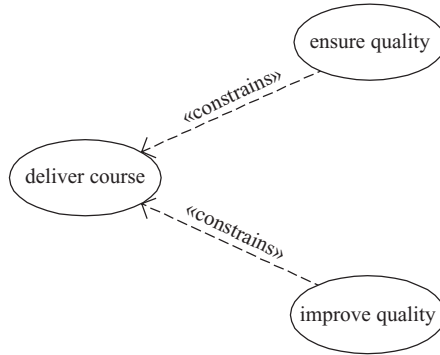 ensure quality
«constrains»
deliver course
«constrains»
improve quality